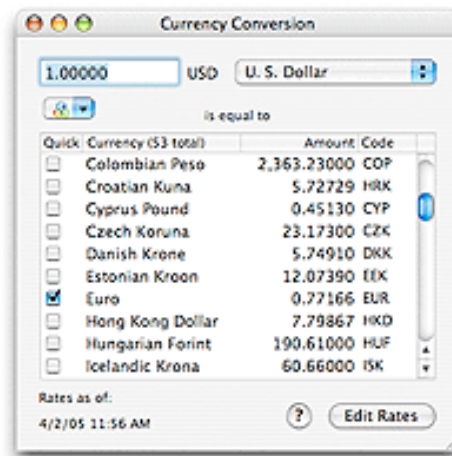 Currency Conversion
1.00000 USD U. S. Dollar
is equal to
Quick Currency (53 total) Amount Code
Colombian Peso 2,363.23000 COP
Croatian Kuna 5.72729 HRK
Cyprus Pound 0.45130 CYP
Czech Koruna 23.17300 CZK
Danish Krone 5.74910 DKK
Estonian Kroon 12.07390 EEK
Euro 0.77166 EUR
Hong Kong Dollar 7.79867 HKD
Hungarian Forint 190.61000 HUF
Icelandic Krona 60.66000 ISK
Rates as of:
4/2/05 11:56 AM
? Edit Rates